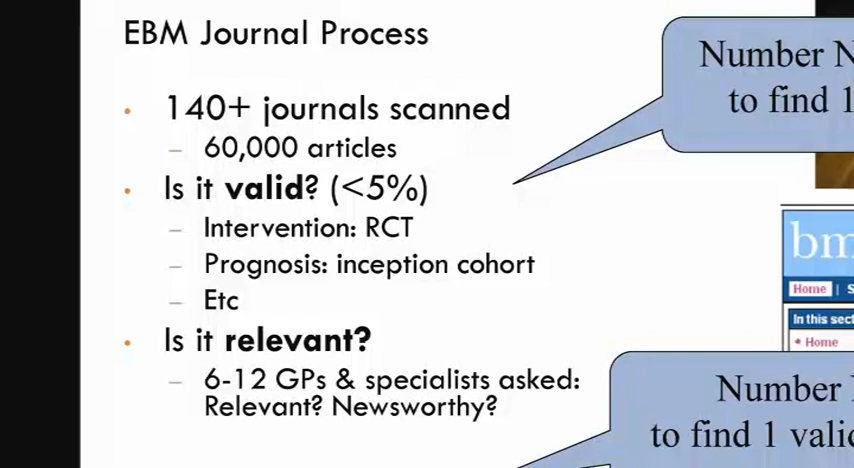 EBM Journal Process
Number N
to find 1
• 140+ journals scanned
– 60,000 articles
• Is it valid? (<5%)
– Intervention: RCT
– Prognosis: inception cohort
– Etc
• Is it relevant?
– 6-12 GPs & specialists asked:
Relevant? Newsworthy?
bm
Home | S
In this sect
Home
Number
to find 1 valid